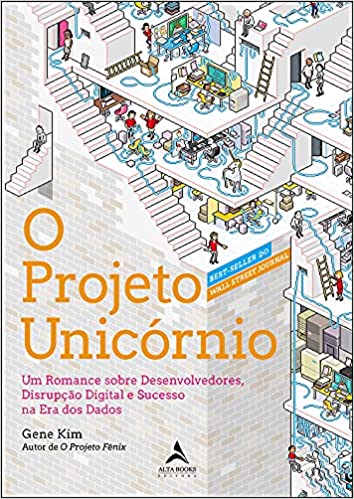 BEST-SELLER DO
WALL STREET JOURNAL
O
Projeto
Unicórnio
Um Romance sobre Desenvolvedores,
Disrupção Digital e Sucesso
na Era dos Dados
Gene Kim
Autor de O Projeto Fênix
ALTA BOOKS
EDITORA